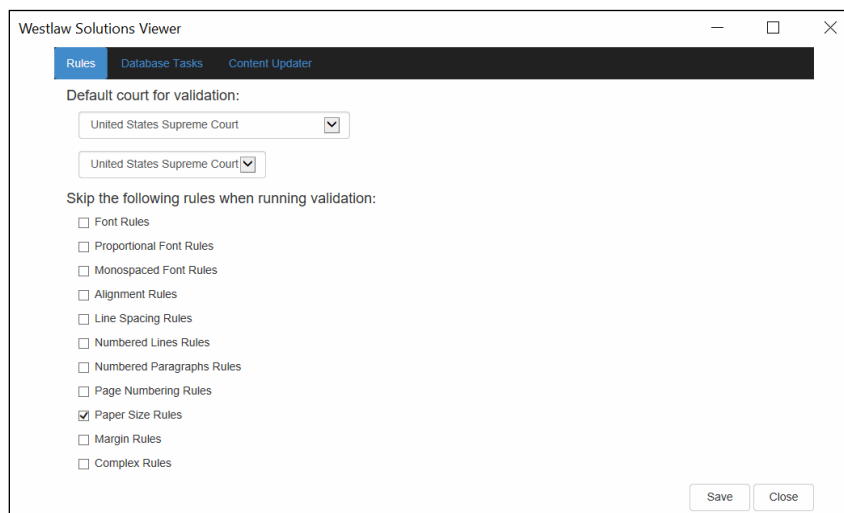 Westlaw Solutions Viewer
Rules Database Tasks Content Updater
Default court for validation:
United States Supreme Court
United States Supreme Court
Skip the following rules when running validation:
Font Rules
Proportional Font Rules
Monospaced Font Rules
Alignment Rules
Line Spacing Rules
Numbered Lines Rules
Numbered Paragraphs Rules
Page Numbering Rules
Paper Size Rules
Margin Rules
Complex Rules
Save Close